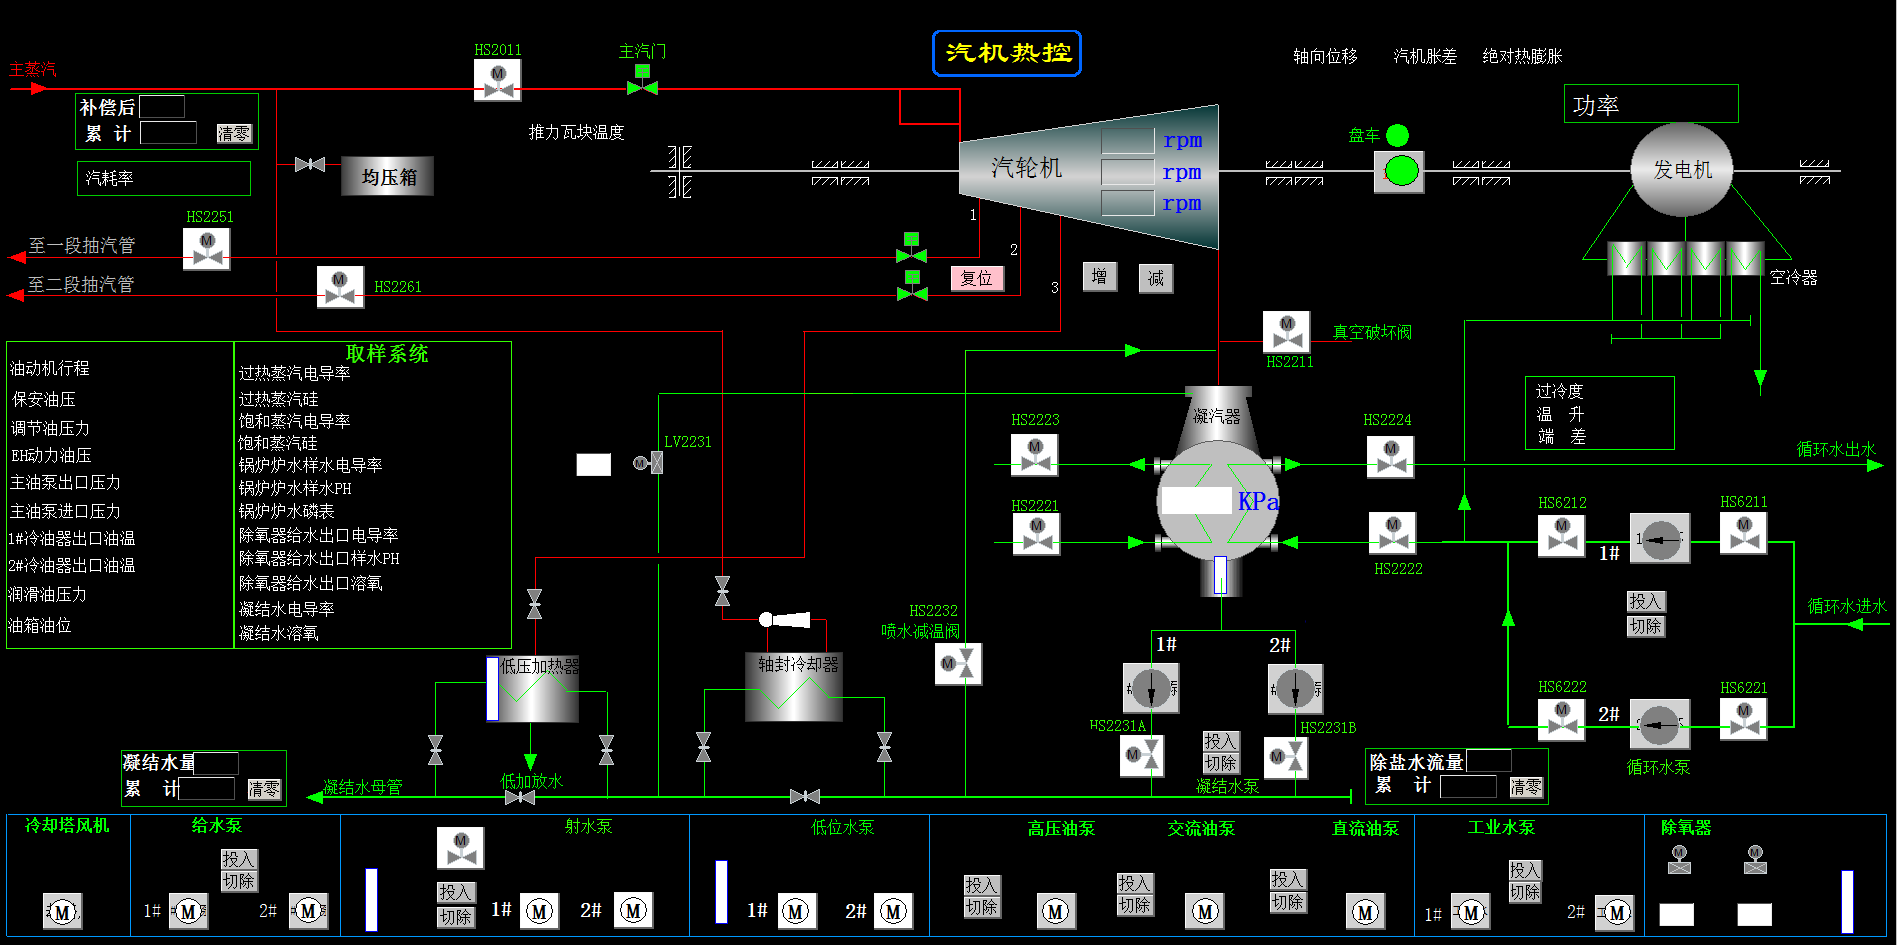 汽机热控
轴向位移 汽机胀差 绝对热膨胀
HS2011
主汽门
主蒸汽
补偿后
累 计 清零
功率
推力瓦块温度
盘车
汽轮机
rpm
rpm
rpm
发电机
汽耗率
均压箱
HS2251
至一段抽汽管
至二段抽汽管
HS2261
1
2
3
复位
增
减
空冷器
HS2211
真空破坏阀
油动机行程
保安油压
调节油压力
EH动力油压
主油泵出口压力
主油泵进口压力
1#冷油器出口油温
2#冷油器出口油温
润滑油压力
油箱油位
取样系统
过热蒸汽电导率
过热蒸汽硅
饱和蒸汽电导率
饱和蒸汽硅
锅炉炉水样水电导率
锅炉炉水样水PH
锅炉炉水磷表
除氧器给水出口电导率
除氧器给水出口样水PH
除氧器给水出口溶氧
凝结水电导率
凝结水溶氧
LV2231
凝汽器
KPa
HS2223
HS2224
HS2221
HS2222
过冷度
温 升
端 差
循环水出水
HS6212
HS6211
1#
投入
切除
循环水进水
HS6222
HS6221
2#
循环水泵
HS2232
喷水减温阀
低压加热器
轴封冷却器
1#
2#
HS2231A
HS2231B
投入
切除
凝结水泵
凝结水量
累 计 清零
凝结水母管
低加放水
除盐水流量
累 计 清零
冷却塔风机
M
给水泵
投入
切除
1# M
2# M
射水泵
M
投入
切除
1# M
2# M
低位水泵
1# M
2# M
高压油泵
投入
切除
M
交流油泵
投入
切除
M
直流油泵
投入
切除
M
工业水泵
投入
切除
1# M
2# M
除氧器
M
M